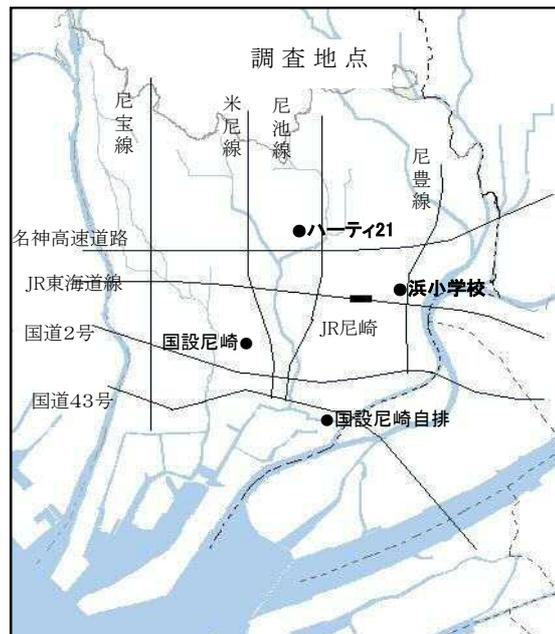 調査地点
尼宝線
米尼線
尼池線
尼豊線
ハーティ21
名神高速道路
JR東海道線
浜小学校
JR尼崎
国道2号
国設尼崎
国道43号
国設尼崎自排